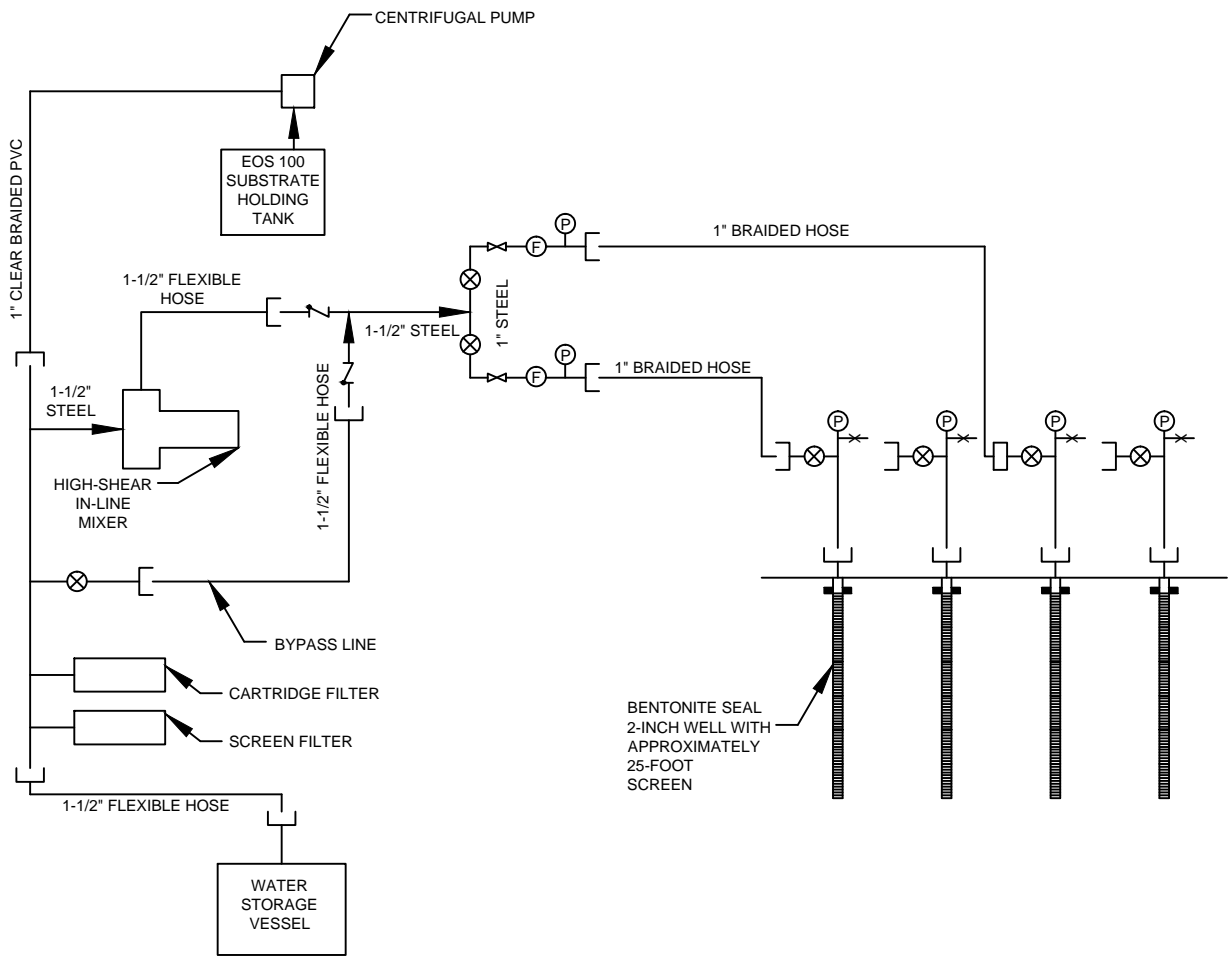 CENTRIFUGAL PUMP
1" CLEAR BRAIDED PVC
EOS 100
SUBSTRATE
HOLDING
TANK
1-1/2" FLEXIBLE
HOSE
P
F
1" BRAIDED HOSE
1-1/2" STEEL
1" STEEL
P
F
1" BRAIDED HOSE
1-1/2"
STEEL
1-1/2" FLEXIBLE HOSE
HIGH-SHEAR
IN-LINE
MIXER
P
P
P
P
BYPASS LINE
CARTRIDGE FILTER
SCREEN FILTER
BENTONITE SEAL
2-INCH WELL WITH
APPROXIMATELY
25-FOOT
SCREEN
1-1/2" FLEXIBLE HOSE
WATER
STORAGE
VESSEL